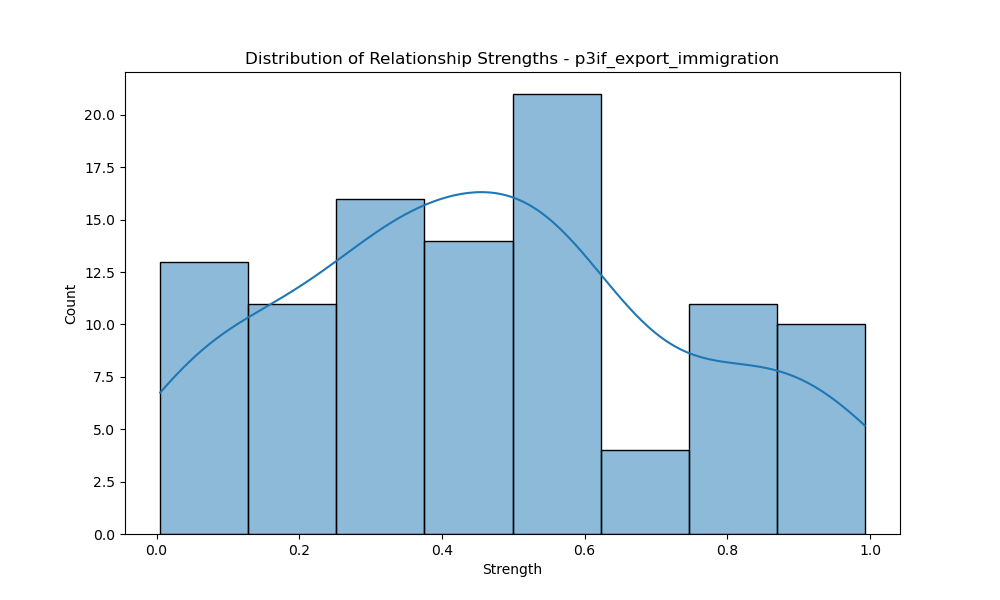 Distribution of Relationship Strengths - p3if_export_immigration
20.0
17.5
15.0
12.5
10.0
7.5
5.0
2.5
0.0
Count
0.0 0.2 0.4 0.6 0.8 1.0
Strength